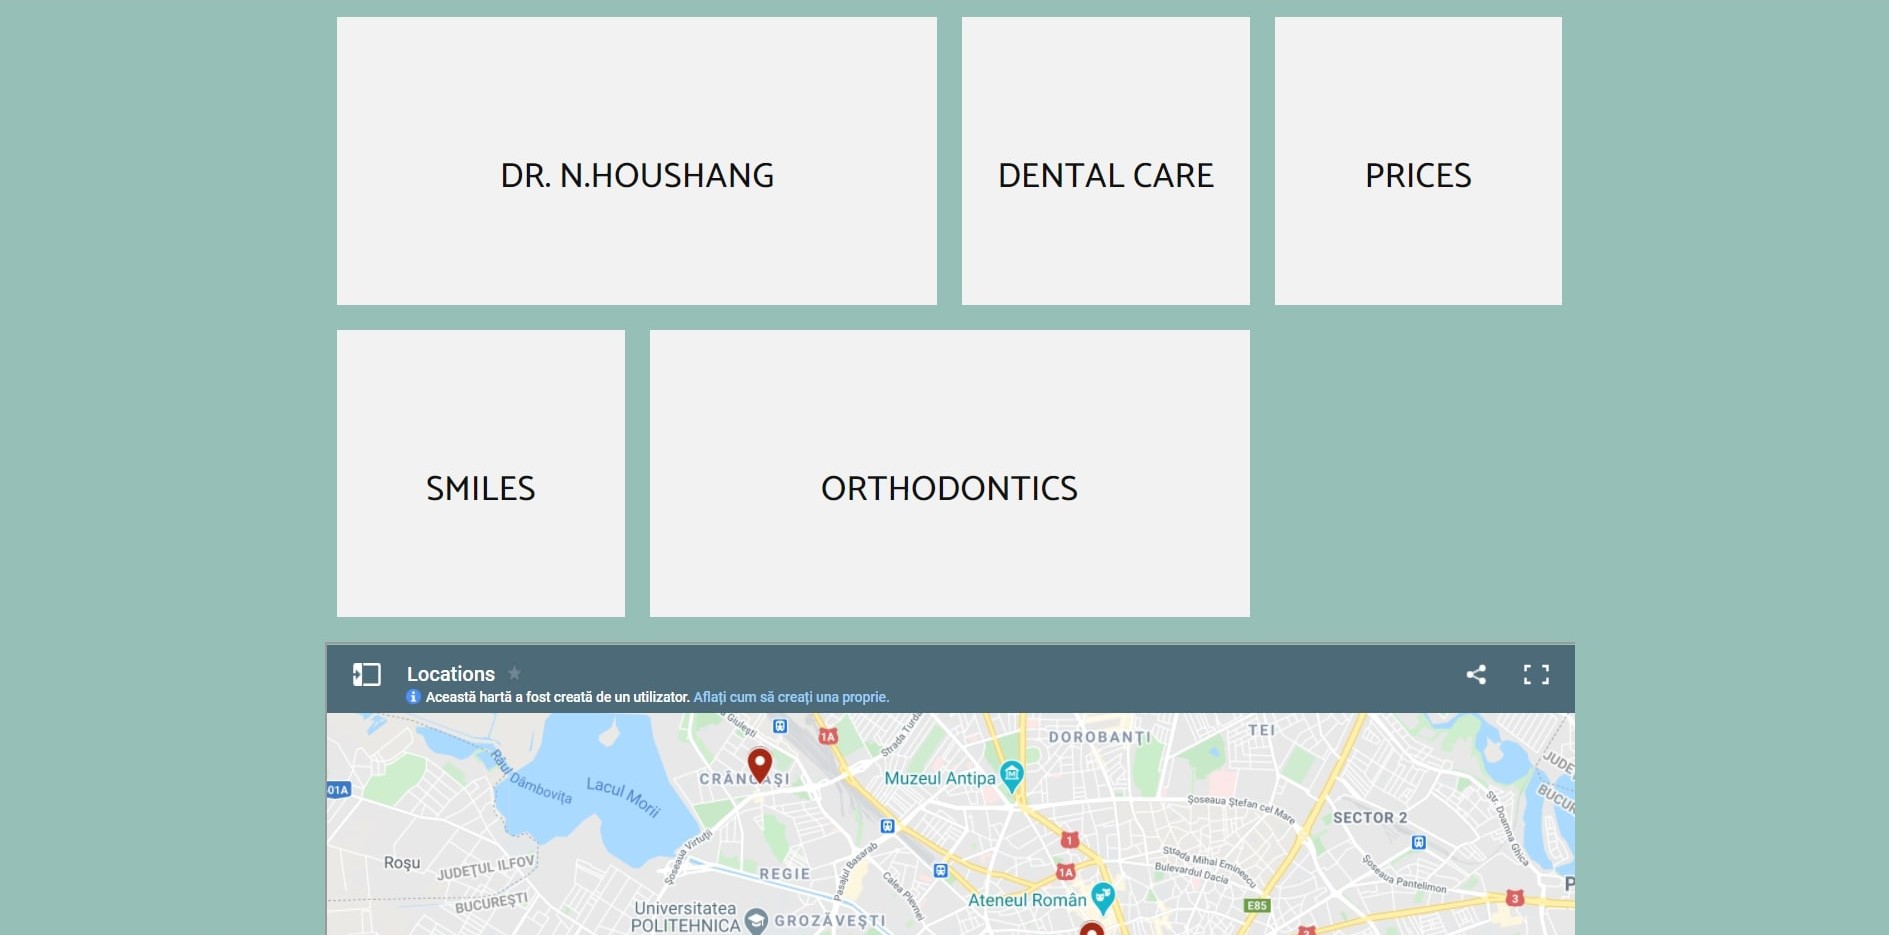 DR. N.HOUSHANG
DENTAL CARE
PRICES
SMILES
ORTHODONTICS
Locations
Această hartă a fost creată de un utilizator. Aflați cum să creați una proprie.
Giulești
1A
Strada Turda
DOROBANȚI
TEI
CRÂNGAȘI
Muzeul Antipa
Râul Dâmbovița
Lacul Morii
01A
Șoseaua Ștefan cel Mare
SECTOR 2
Str. Doamna Ghica
Șoseaua Virtuții
1
Roșu
JUDEȚUL ILFOV
REGIE
Pasajul Basarab
Calea Plevnei
1A
Strada Mihai Eminescu
Bulevardul Dacia
Șoseaua Pantelimon
BUCUREȘTI
Ateneul Român
E85
3
Universitatea
POLITEHNICA
GROZĂVEȘTI